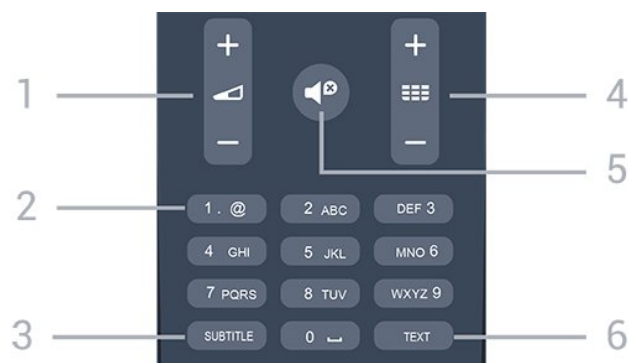 + +
1 4
− −
5
2 1 . @ 2 ABC DEF 3
4 GHI 5 JKL MNO 6
7 PQRS 8 TUV WXYZ 9
3 SUBTITLE 0 ⎵ TEXT 6